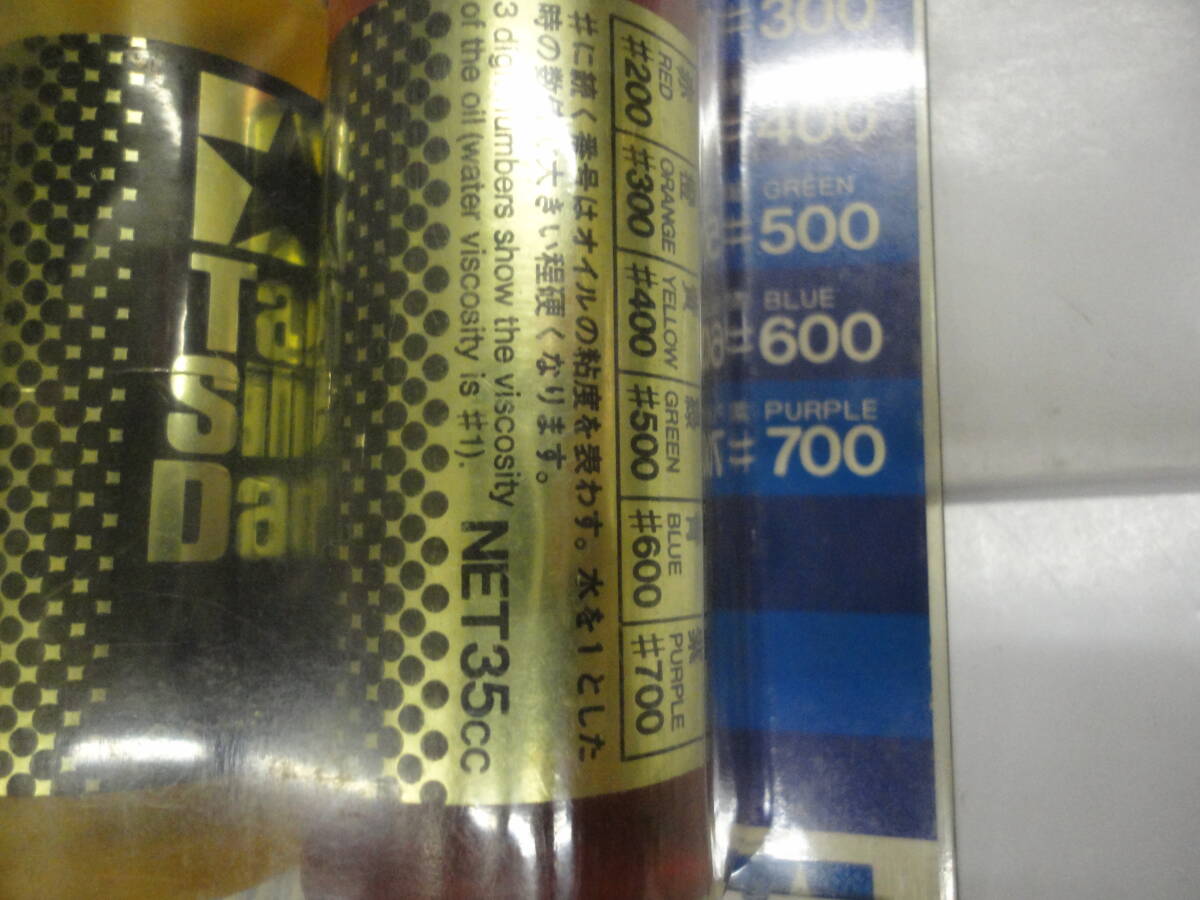 Ta
S
Da
赤 橙 黄 緑 青 紫
RED ORANGE YELLOW GREEN BLUE PURPLE
#200 #300 #400 #500 #600 #700
#に続く番号はオイルの粘度を表わす。水を1とした
時の数 大きい程硬くなります。
3 numbers show the viscosity
of the oil (water viscosity is #1).
NET 35cc
300
400
GREEN
500
BLUE
600
PURPLE
#700